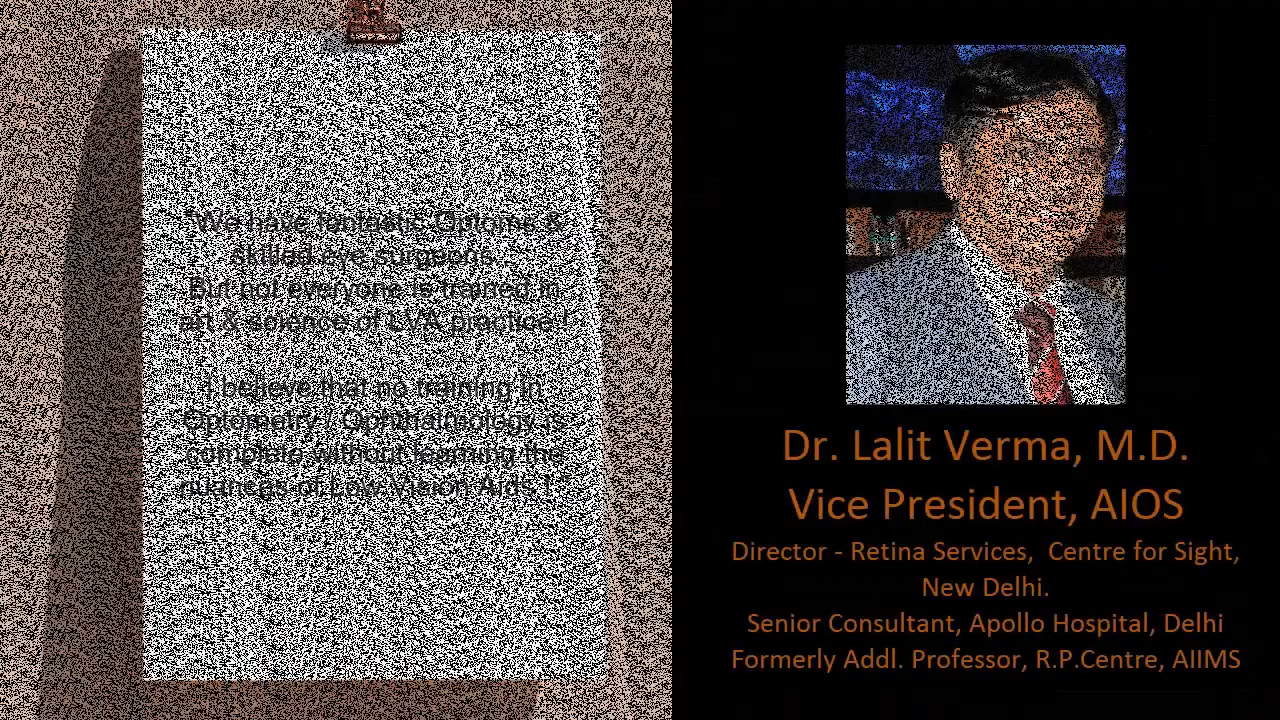 "We have fantastic Optoms &
skilled eye surgeons...
But not everyone is trained in
art & science of LVA practice!
I believe that no training in
Optometry / Ophthalmology is
complete without learning the
nuances of Low Vision Aids !"
Dr. Lalit Verma, M.D.
Vice President, AIOS
Director - Retina Services, Centre for Sight,
New Delhi.
Senior Consultant, Apollo Hospital, Delhi
Formerly Addl. Professor, R.P.Centre, AIIMS